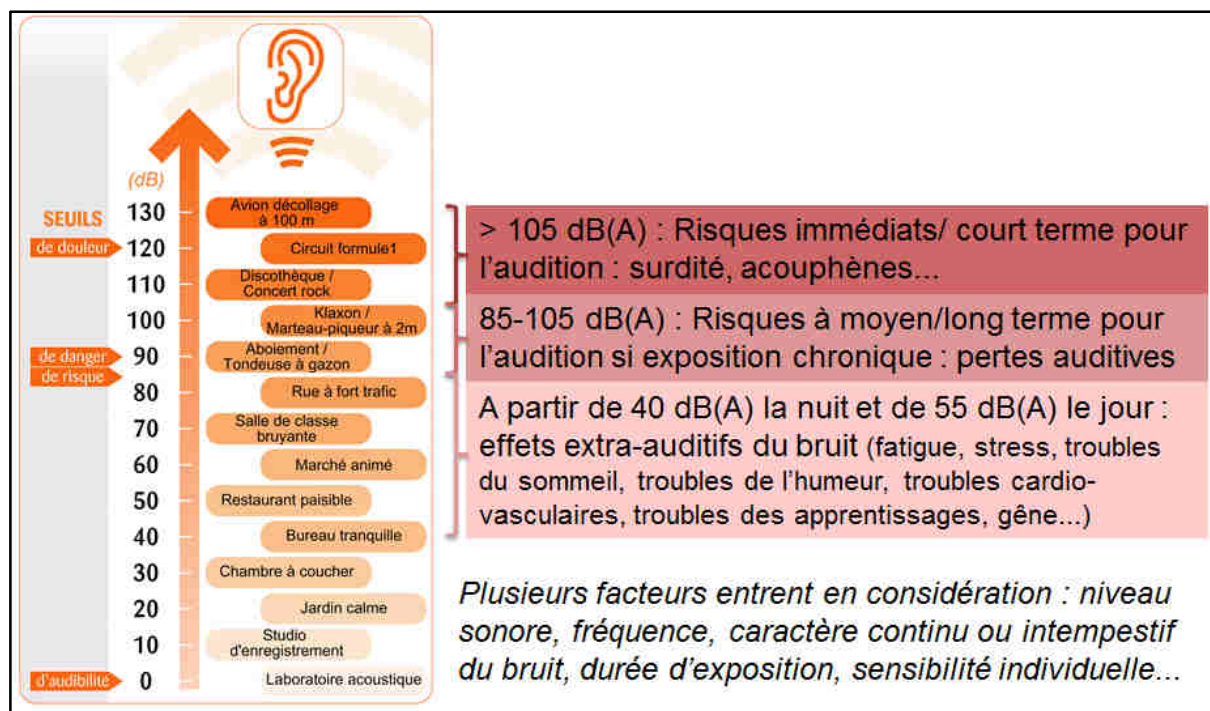 (dB)
SEUILS
130
Avion décollage
à 100 m
de douleur
120
Circuit formule1
110
Discothèque /
Concert rock
100
Klaxon /
Marteau-piqueur à 2m
de danger
90
Aboiement /
Tondeuse à gazon
de risque
80
Rue à fort trafic
70
Salle de classe
bruyante
60
Marché animé
50
Restaurant paisible
40
Bureau tranquille
30
Chambre à coucher
20
Jardin calme
10
Studio
d'enregistrement
d'audibilité
0
Laboratoire acoustique
> 105 dB(A) : Risques immédiats/ court terme pour
l'audition : surdité, acouphènes...
85-105 dB(A) : Risques à moyen/long terme pour
l'audition si exposition chronique : pertes auditives
A partir de 40 dB(A) la nuit et de 55 dB(A) le jour :
effets extra-auditifs du bruit (fatigue, stress, troubles
du sommeil, troubles de l'humeur, troubles cardio-
vasculaires, troubles des apprentissages, gêne...)
Plusieurs facteurs entrent en considération : niveau
sonore, fréquence, caractère continu ou intempestif
du bruit, durée d'exposition, sensibilité individuelle...